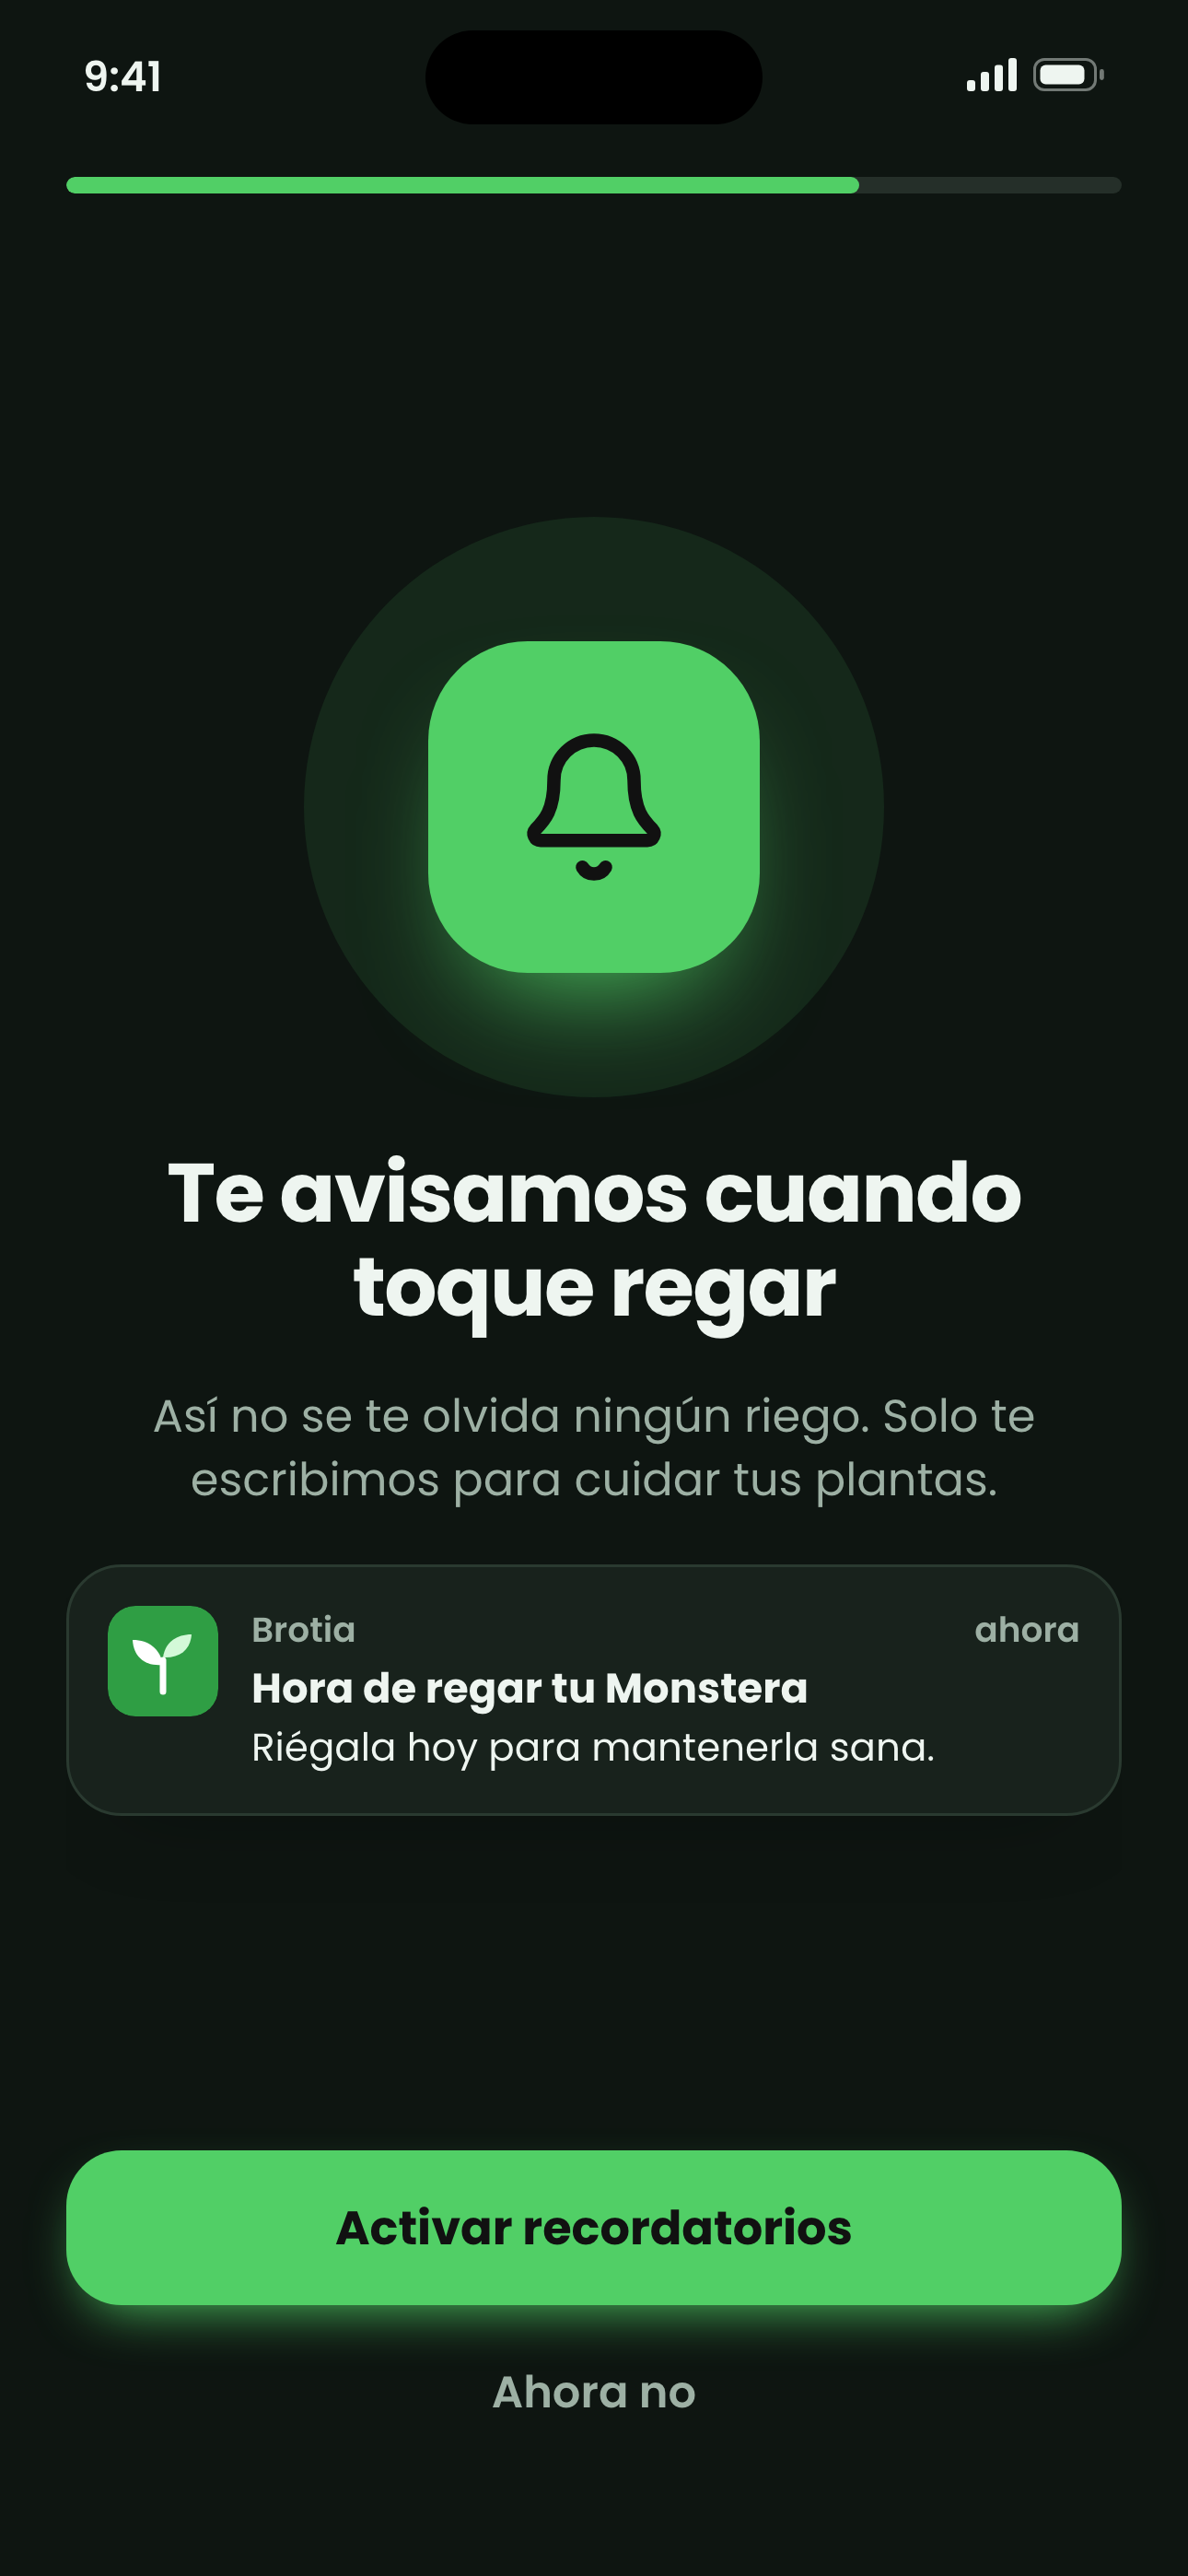 9:41
Te avisamos cuando
toque regar
Así no se te olvida ningún riego. Solo te
escribimos para cuidar tus plantas.
Brotia
ahora
Hora de regar tu Monstera
Riégala hoy para mantenerla sana.
Activar recordatorios
Ahora no